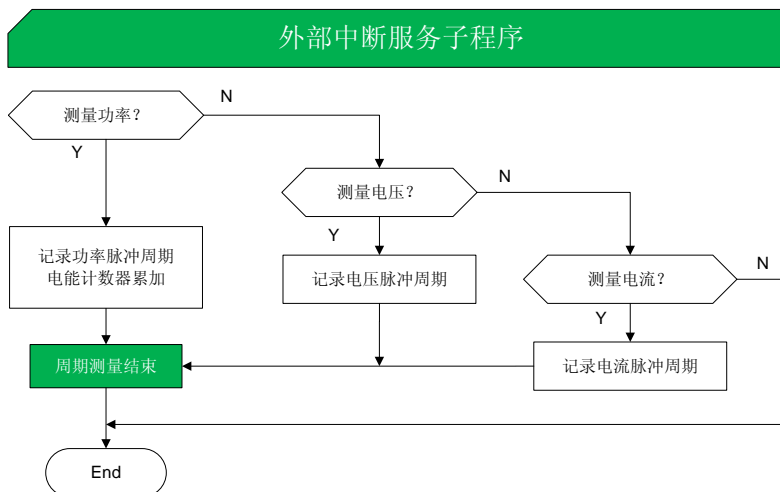 外部中断服务子程序
测量功率?
N
Y
测量电压?
N
Y
记录功率脉冲周期
电能计数器累加
记录电压脉冲周期
测量电流?
N
Y
周期测量结束
记录电流脉冲周期
End